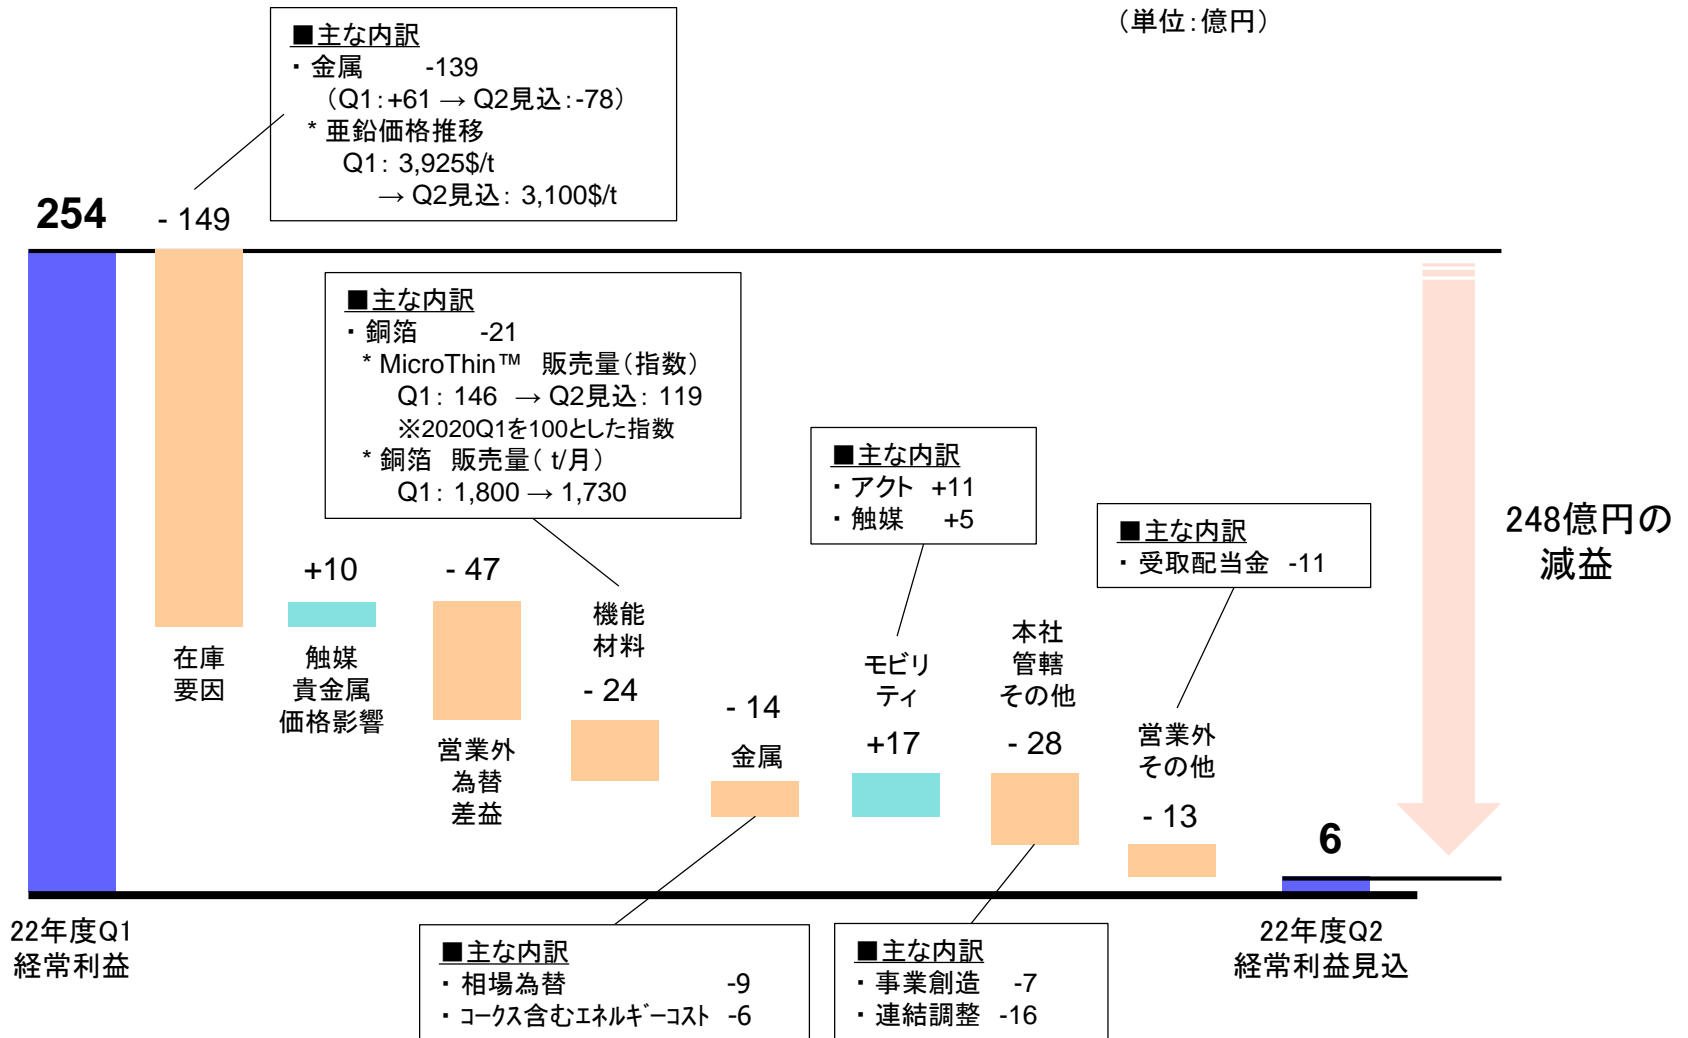 （単位：億円）
■主な内訳
・金属 -139
（Q1：+61 → Q2見込：-78）
* 亜鉛価格推移
Q1： 3,925$/t
→ Q2見込： 3,100$/t
254
- 149
■主な内訳
・銅箔 -21
* MicroThin™ 販売量（指数）
Q1： 146 → Q2見込： 119
※2020Q1を100とした指数
* 銅箔 販売量（ t/月）
Q1： 1,800 → 1,730
■主な内訳
・アクト +11
・触媒 +5
■主な内訳
・受取配当金 -11
248億円の
減益
在庫
要因
+10
触媒
貴金属
価格影響
- 47
営業外
為替
差益
機能
材料
- 24
- 14
金属
モビリ
ティ
+17
本社
管轄
その他
- 28
営業外
その他
- 13
6
22年度Q1
経常利益
22年度Q2
経常利益見込
■主な内訳
・相場為替 -9
・コークス含むエネルギーコスト -6
■主な内訳
・事業創造 -7
・連結調整 -16